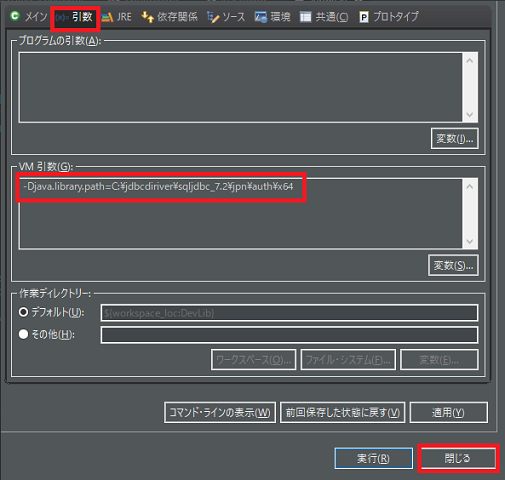 メイン 引数 JRE 依存関係 ソース 環境 共通(C) プロトタイプ
プログラムの引数(A):
変数(I)...
VM 引数(G):
-Djava.library.path=C:¥jdbcdiriver¥sqljdbc_7.2¥jpn¥auth¥x64
変数(S)...
作業ディレクトリー:
デフォルト(U): ${workspace_loc:DevLib}
その他(H):
ワークスペース(O)... ファイル・システム(F)... 変数(E)...
コマンド・ラインの表示(W) 前回保存した状態に戻す(V) 適用(Y)
実行(R) 閉じる